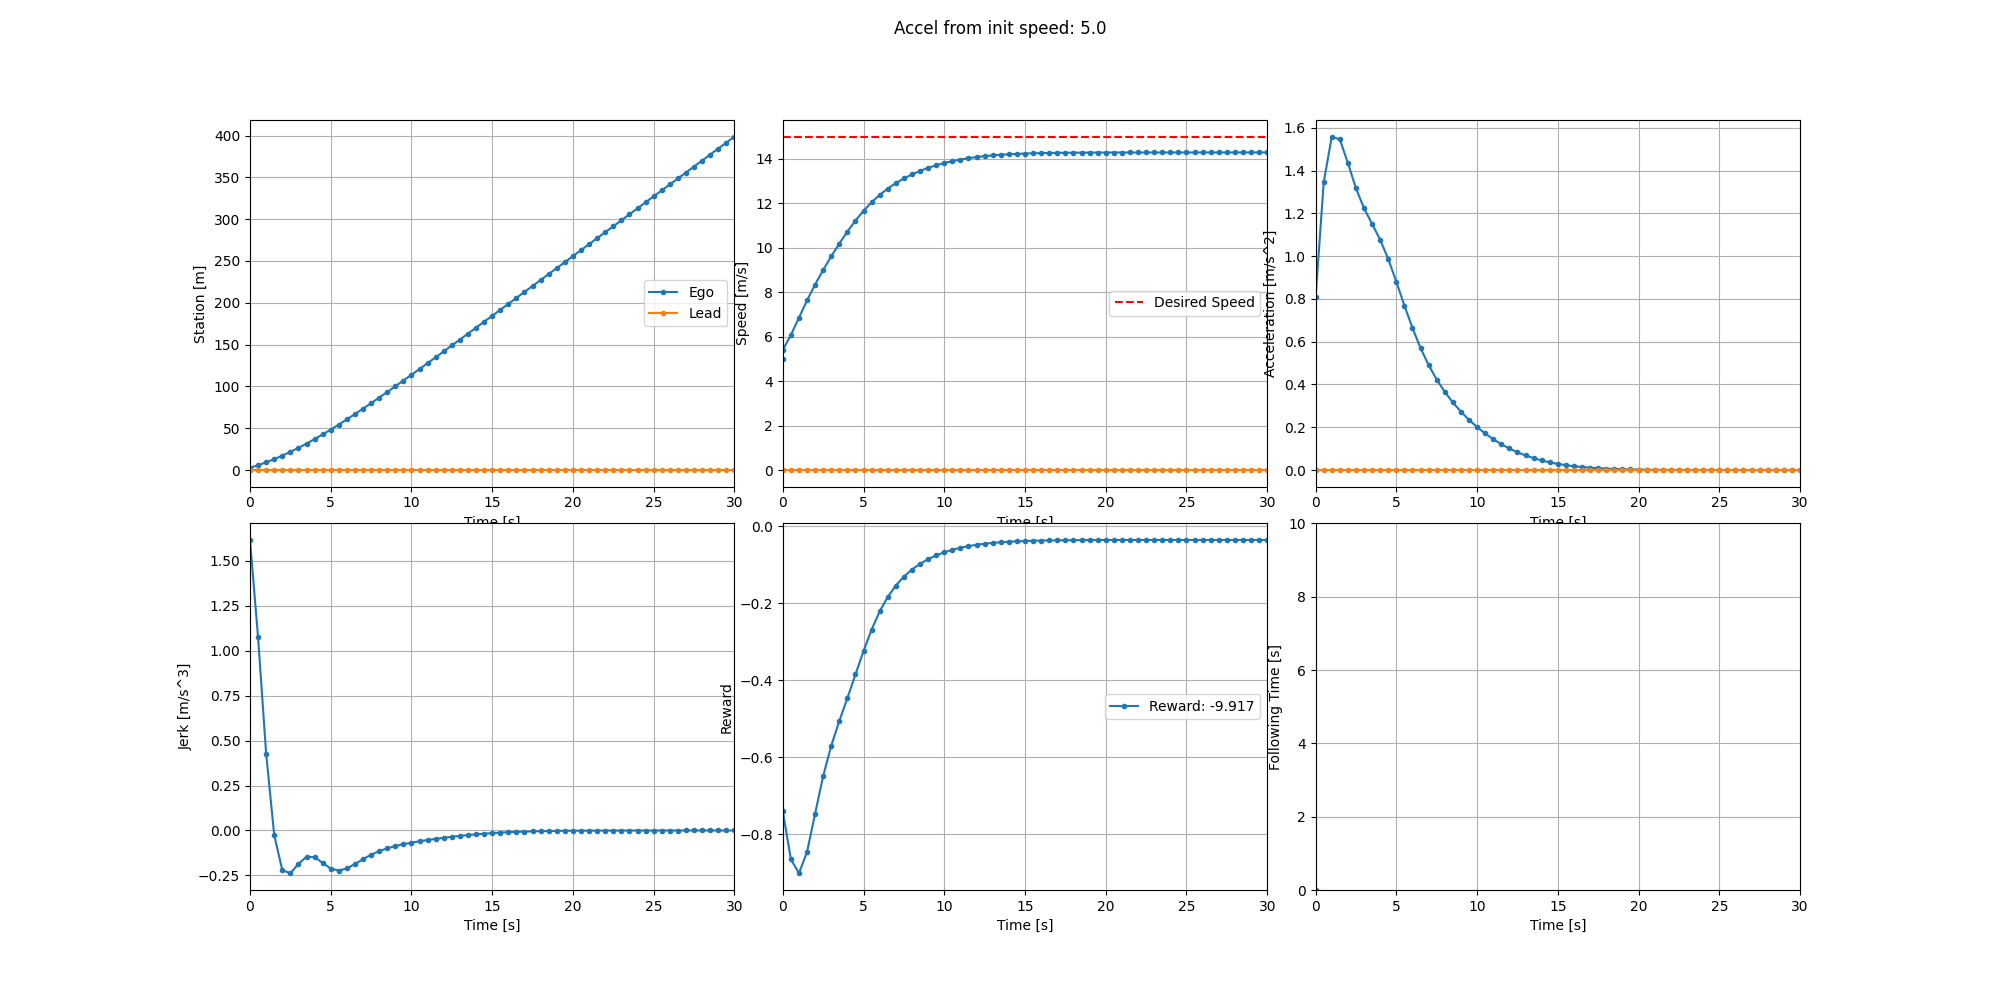 Accel from init speed: 5.0
400
350
300
250
200
150
100
50
0
Station [m]
Ego
Lead
0 5 10 15 20 25 30
Time [s]
14
12
10
8
6
4
2
0
Speed [m/s]
Desired Speed
0 5 10 15 20 25 30
Time [s]
1.6
1.4
1.2
1.0
0.8
0.6
0.4
0.2
0.0
Acceleration [m/s^2]
0 5 10 15 20 25 30
Time [s]
1.50
1.25
1.00
0.75
0.50
0.25
0.00
−0.25
Jerk [m/s^3]
0 5 10 15 20 25 30
Time [s]
0.0
−0.2
−0.4
−0.6
−0.8
Reward
Reward: -9.917
0 5 10 15 20 25 30
Time [s]
10
8
6
4
2
0
Following Time [s]
0 5 10 15 20 25 30
Time [s]